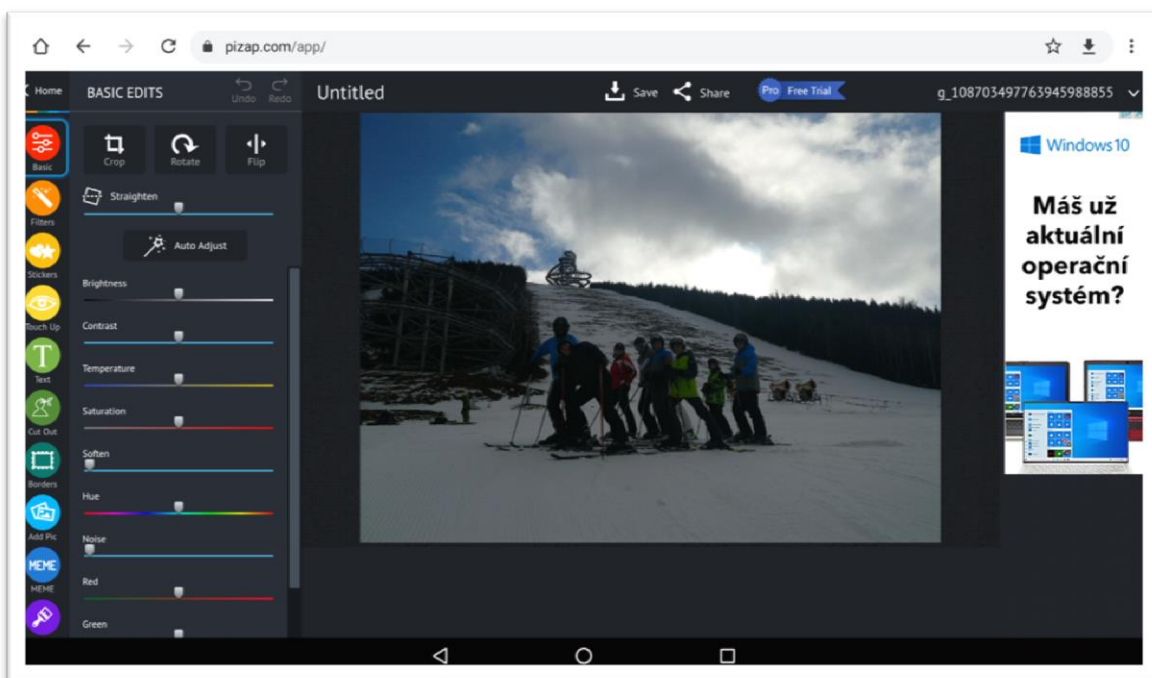 pizap.com/app/
Home
BASIC EDITS
Undo
Redo
Untitled
Save
Share
Pro
Free Trial
g_108703497763945988855
Basic
Filters
Stickers
Touch Up
Text
Cut Out
Borders
Add Pic
MEME
MEME
Crop
Rotate
Flip
Straighten
Auto Adjust
Brightness
Contrast
Temperature
Saturation
Soften
Hue
Noise
Red
Green
Windows 10
Máš už
aktuální
operační
systém?